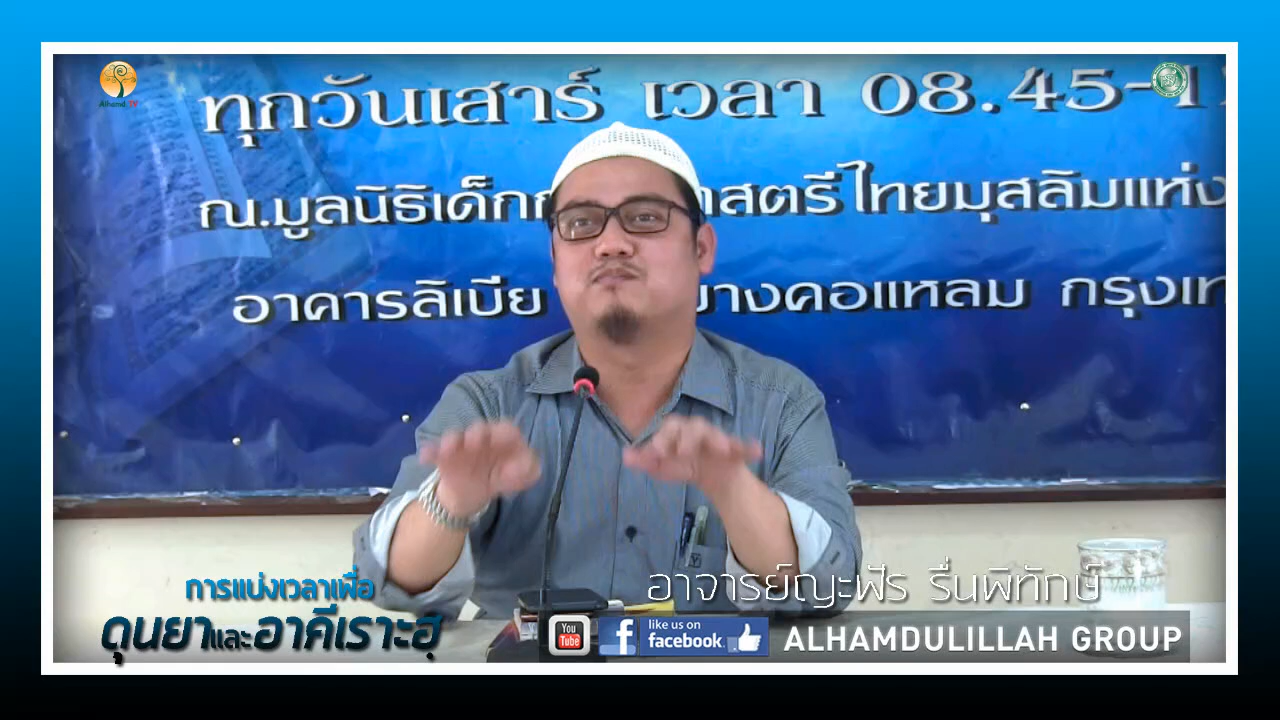 Alhamd.TV
ทุกวันเสาร์ เวลา 08.45-1
ณ.มูลนิธิเด็ก สตรีไทยมุสลิมแห่ง
อาคารลิเบีย บางคอแหลม กรุงเท
การแบ่งเวลาเพื่อ
ดุนยาและอาคีเราะฮฺ
อาจารย์ญะฟัร รื่นพิทักษ์
You
Tube
like us on
facebook
ALHAMDULILLAH GROUP